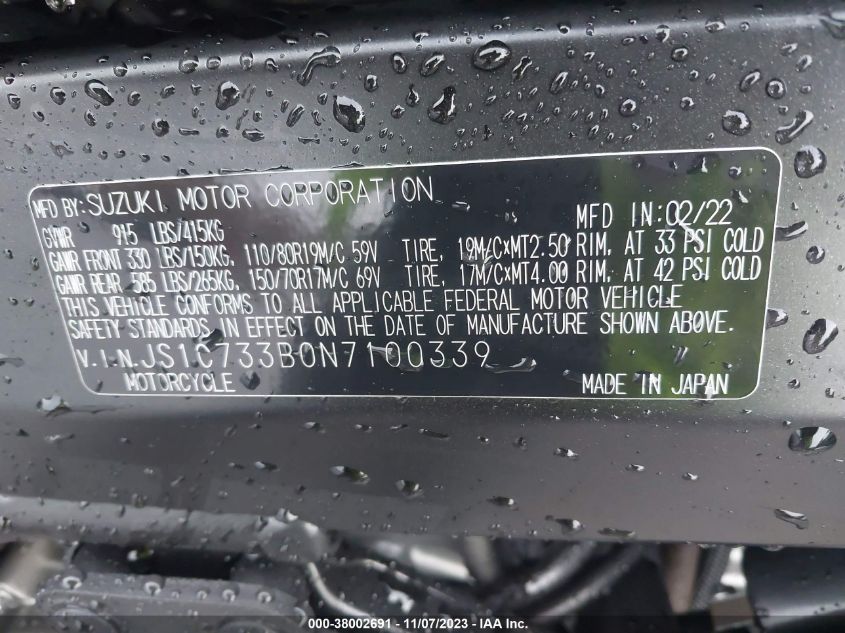 MFD BY: SUZUKI MOTOR CORPORATION MFD IN: 02/22
GVWR 915 LBS/415KG
GAWR FRONT 330 LBS/150KG, 110/80R19M/C 59V TIRE, 19M/C×MT2.50 RIM, AT 33 PSI COLD
GAWR REAR 585 LBS/265KG, 150/70R17M/C 69V TIRE, 17M/C×MT4.00 RIM, AT 42 PSI COLD
THIS VEHICLE CONFORMS TO ALL APPLICABLE FEDERAL MOTOR VEHICLE
SAFETY STANDARDS IN EFFECT ON THE DATE OF MANUFACTURE SHOWN ABOVE.
V.I.N. JS1C733B0N7100339
MOTORCYCLE MADE IN JAPAN
000-38002691 - 11/07/2023 - IAA Inc.